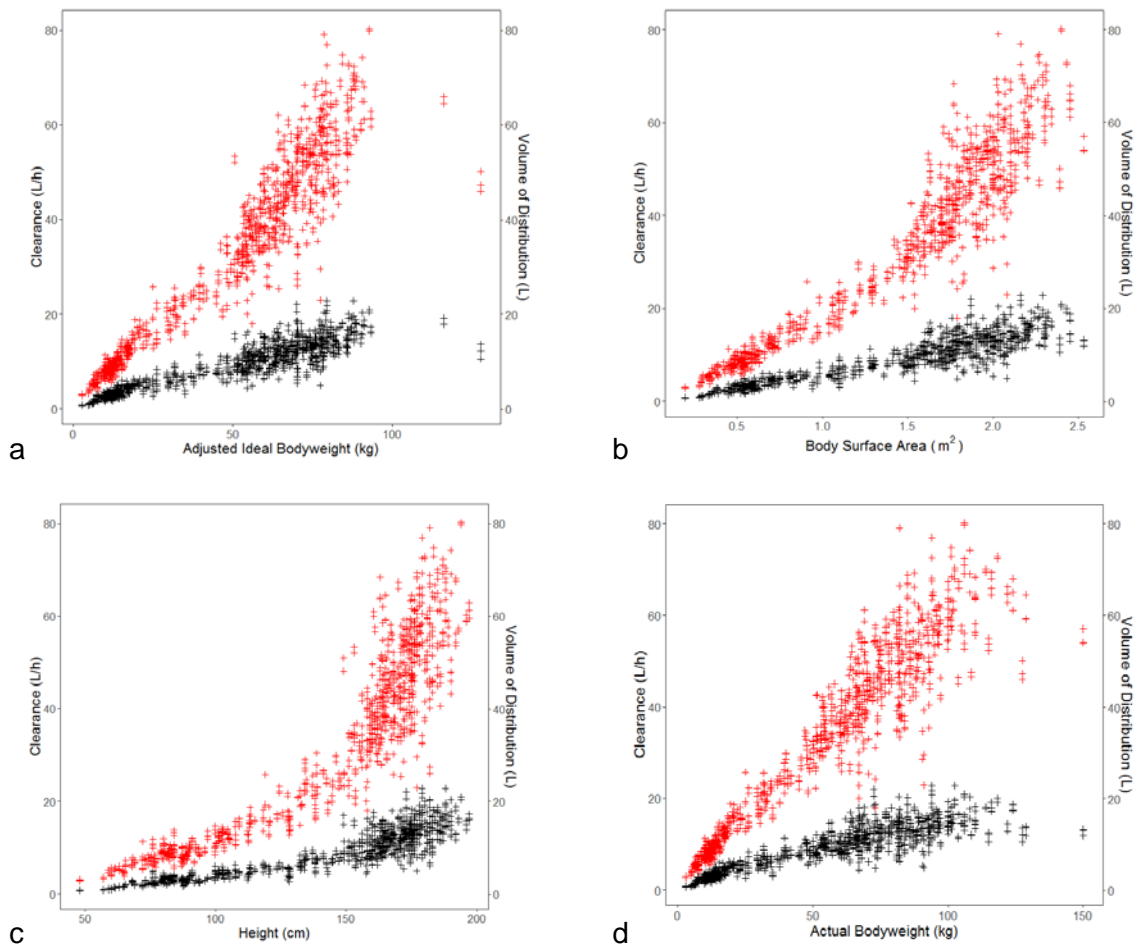 80
60
40
20
0
Clearance (L/h)
80
60
40
20
0
Volume of Distribution (L)
0 50 100
Adjusted Ideal Bodyweight (kg)
a
80
60
40
20
0
Clearance (L/h)
80
60
40
20
0
Volume of Distribution (L)
0.5 1.0 1.5 2.0 2.5
Body Surface Area ( m²)
b
80
60
40
20
0
Clearance (L/h)
80
60
40
20
0
Volume of Distribution (L)
50 100 150 200
Height (cm)
c
80
60
40
20
0
Clearance (L/h)
80
60
40
20
0
Volume of Distribution (L)
0 50 100 150
Actual Bodyweight (kg)
d